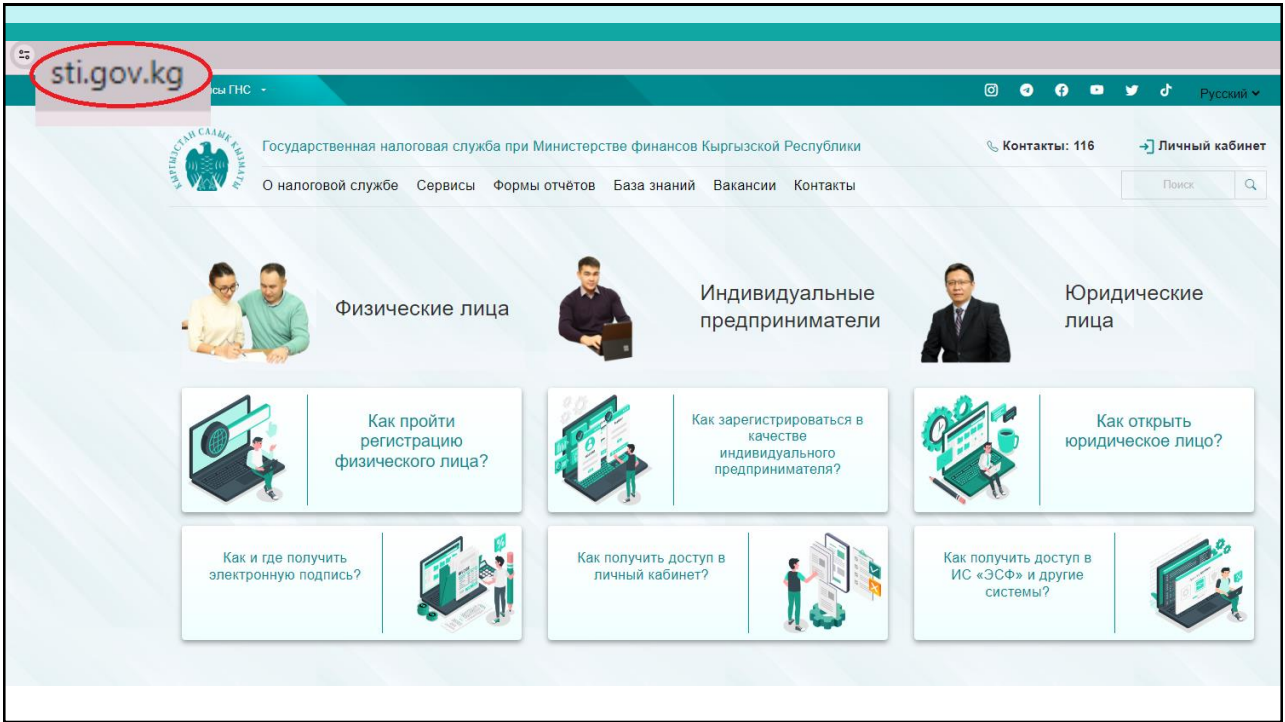 sti.gov.kg
ГНС
Русский
КЫРГЫЗСТАН САЛЫК КЫЗМАТЫ
Государственная налоговая служба при Министерстве финансов Кыргызской Республики
Контакты: 116
Личный кабинет
О налоговой службе Сервисы Формы отчётов База знаний Вакансии Контакты
Поиск
Физические лица
Индивидуальные
предприниматели
Юридические
лица
Как пройти
регистрацию
физического лица?
Как зарегистрироваться в
качестве
индивидуального
предпринимателя?
Как открыть
юридическое лицо?
Как и где получить
электронную подпись?
Как получить доступ в
личный кабинет?
Как получить доступ в
ИС «ЭСФ» и другие
системы?